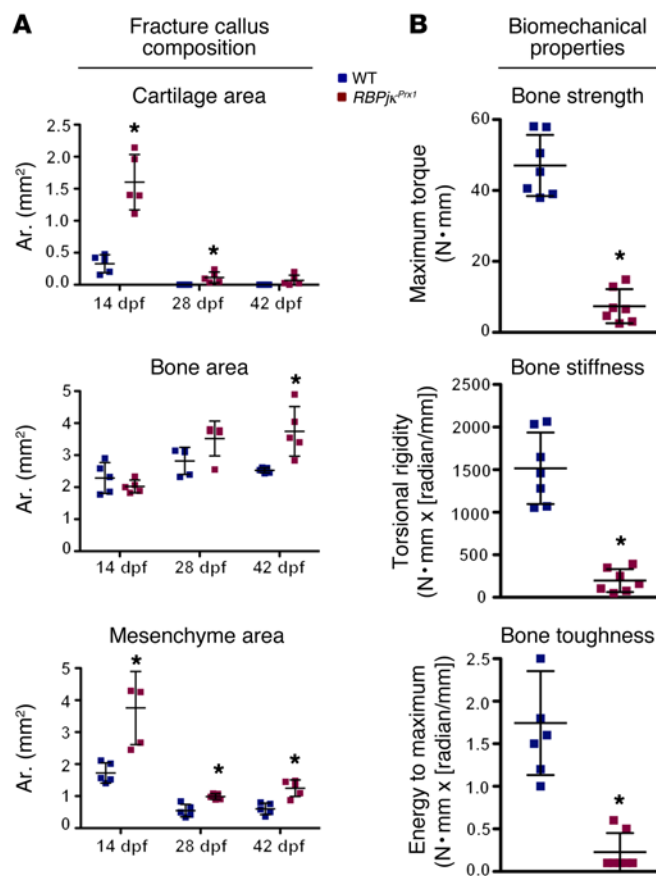 A
Fracture callus
composition
WT
RBPjκ-Prx1
Cartilage area
Ar. (mm²)
2.5
2.0
1.5
1.0
0.5
0.0
*
*
14 dpf 28 dpf 42 dpf
Bone area
Ar. (mm²)
5
4
3
2
1
0
*
14 dpf 28 dpf 42 dpf
Mesenchyme area
Ar. (mm²)
5
4
3
2
1
0
*
*
*
14 dpf 28 dpf 42 dpf
B
Biomechanical
properties
Bone strength
Maximum torque
(N•mm)
60
40
20
0
*
Bone stiffness
Torsional rigidity
(N•mm x [radian/mm])
2500
2000
1500
1000
500
0
*
Bone toughness
Energy to maximum
(N•mm x [radian/mm])
2.5
2.0
1.5
1.0
0.5
0.0
*